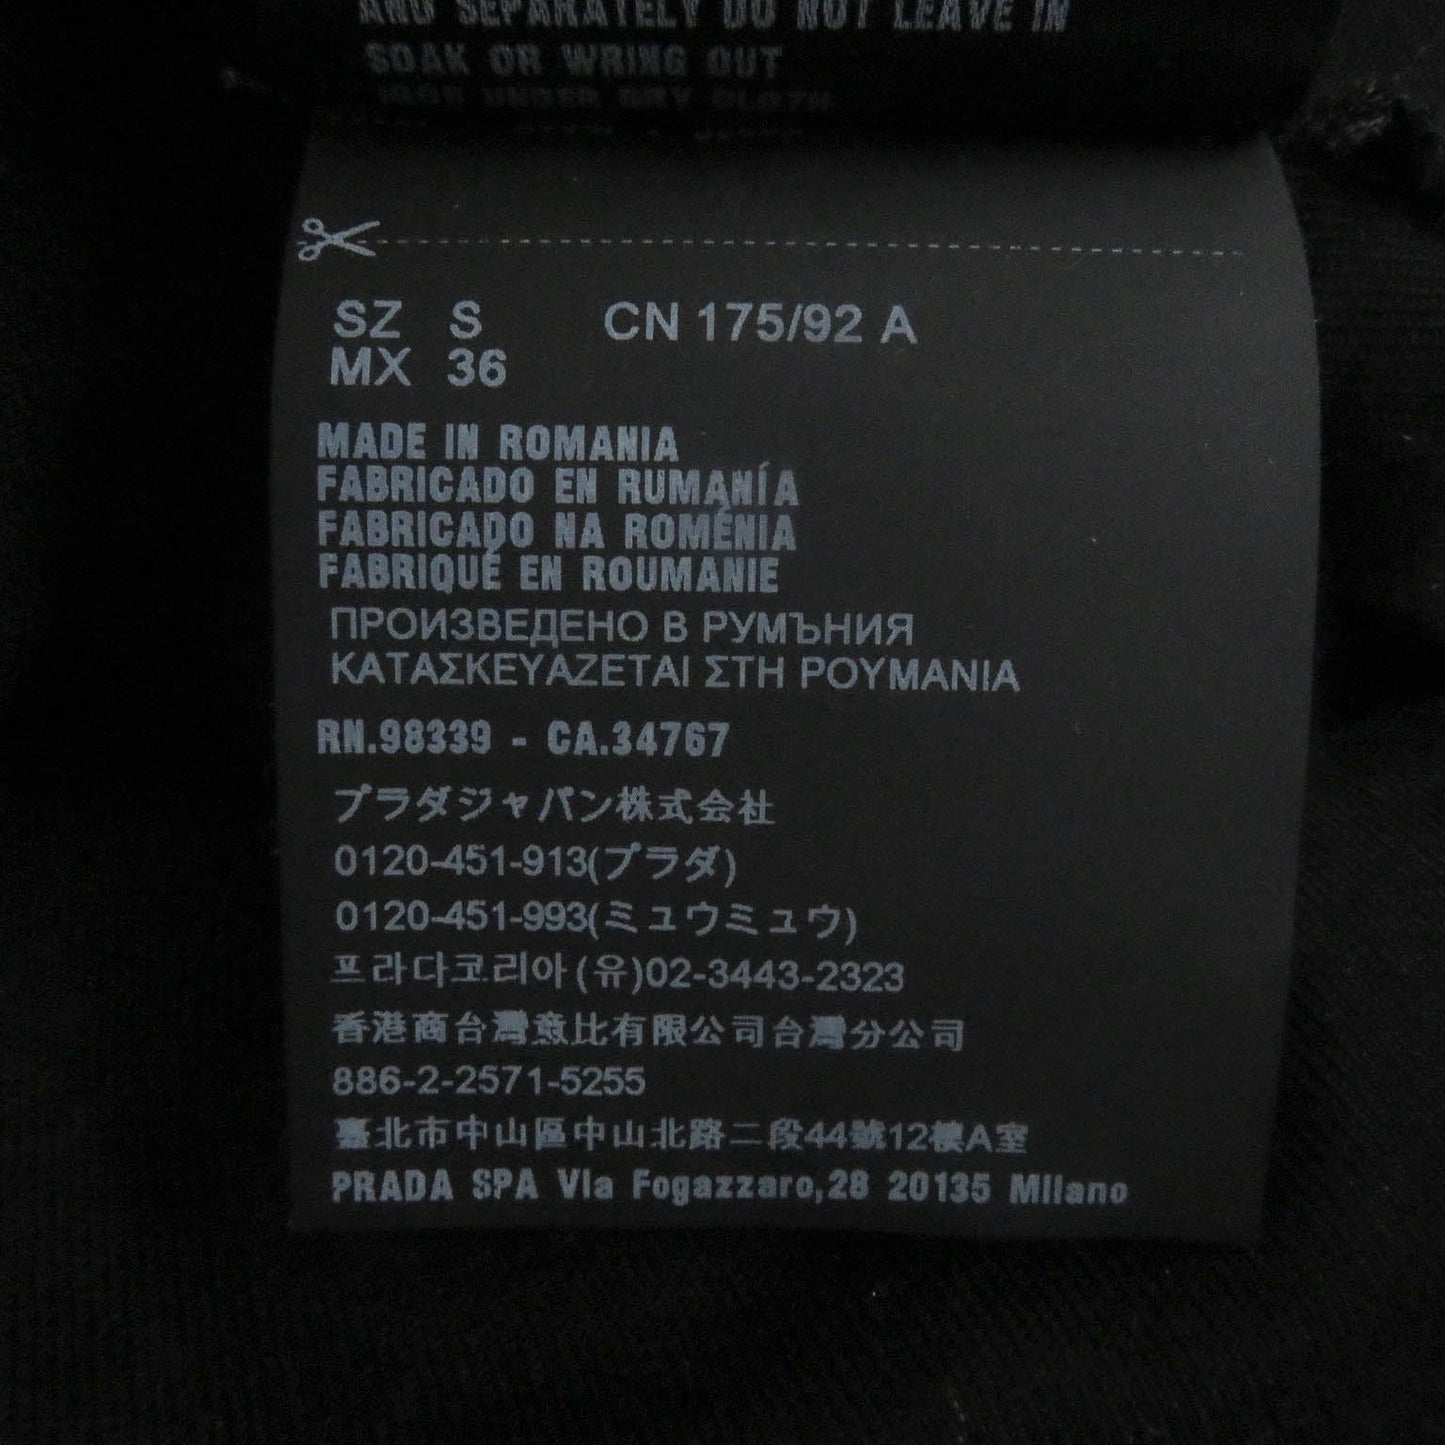 AND SEPARATELY DO NOT LEAVE IN
SOAK OR WRING OUT
IRON UNDER DRY CLOTH
SZ S CN 175/92 A
MX 36
MADE IN ROMANIA
FABRICADO EN RUMANÍA
FABRICADO NA ROMÉNIA
FABRIQUÉ EN ROUMANIE
ПРОИЗВЕДЕНО В РУМЪНИЯ
ΚΑΤΑΣΚΕΥΑΖΕΤΑΙ ΣΤΗ ΡΟΥΜΑΝΙΑ
RN.98339 - CA.34767
プラダジャパン株式会社
0120-451-913(プラダ)
0120-451-993(ミュウミュウ)
프라다코리아(유)02-3443-2323
香港商台灣意比有限公司台灣分公司
886-2-2571-5255
臺北市中山區中山北路二段44號12樓A室
PRADA SPA Via Fogazzaro,28 20135 Milano